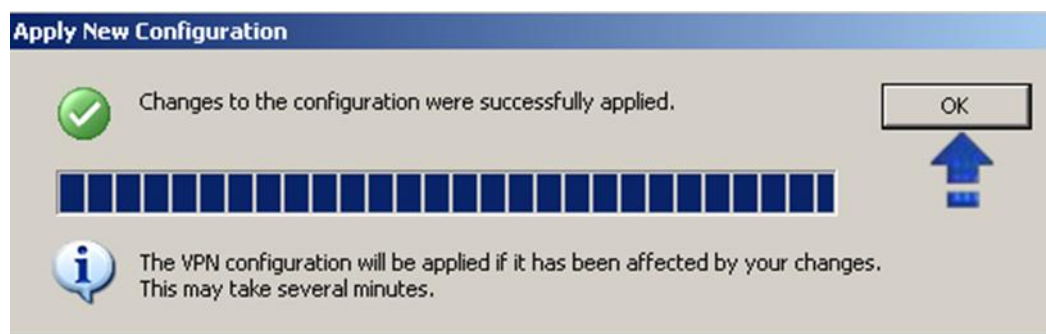 Apply New Configuration
Changes to the configuration were successfully applied.
OK
The VPN configuration will be applied if it has been affected by your changes.
This may take several minutes.